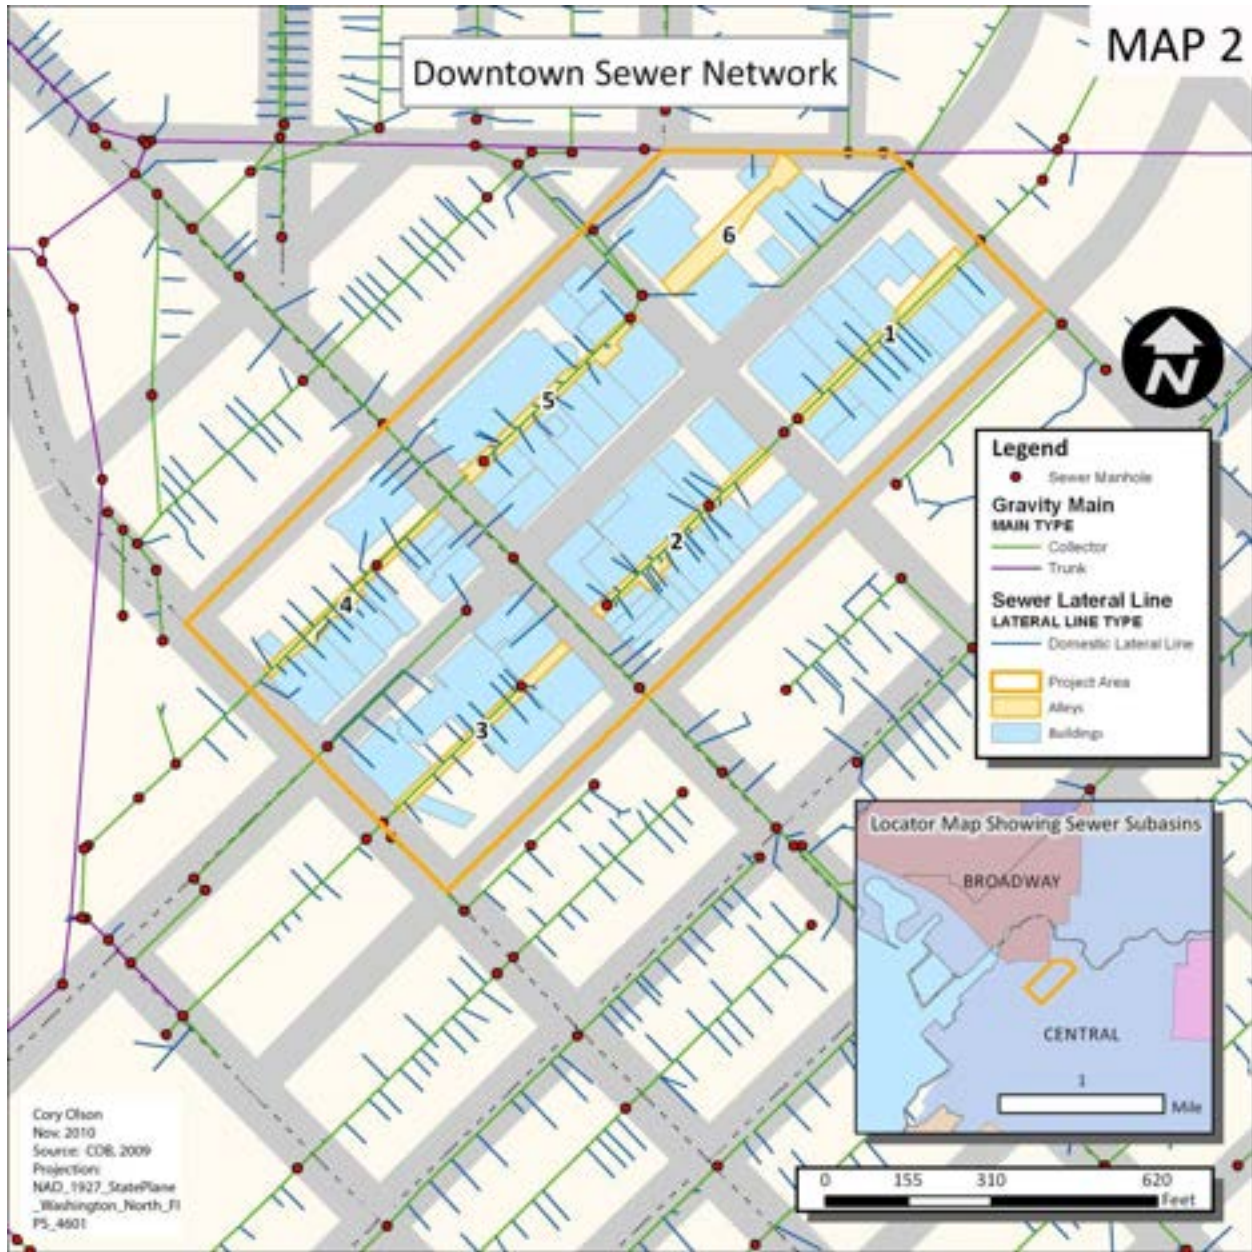 MAP 2
Downtown Sewer Network
6
1
5
2
4
3
N
Legend
Sewer Manhole
Gravity Main
MAIN TYPE
Collector
Trunk
Sewer Lateral Line
LATERAL LINE TYPE
Domestic Lateral Line
Project Area
Alleys
Buildings
Locator Map Showing Sewer Subasins
BROADWAY
CENTRAL
1
Mile
0 155 310 620
Feet
Cory Olson
Nov. 2010
Source: COB, 2009
Projection:
NAD_1927_StatePlane
_Washington_North_FI
PS_4601